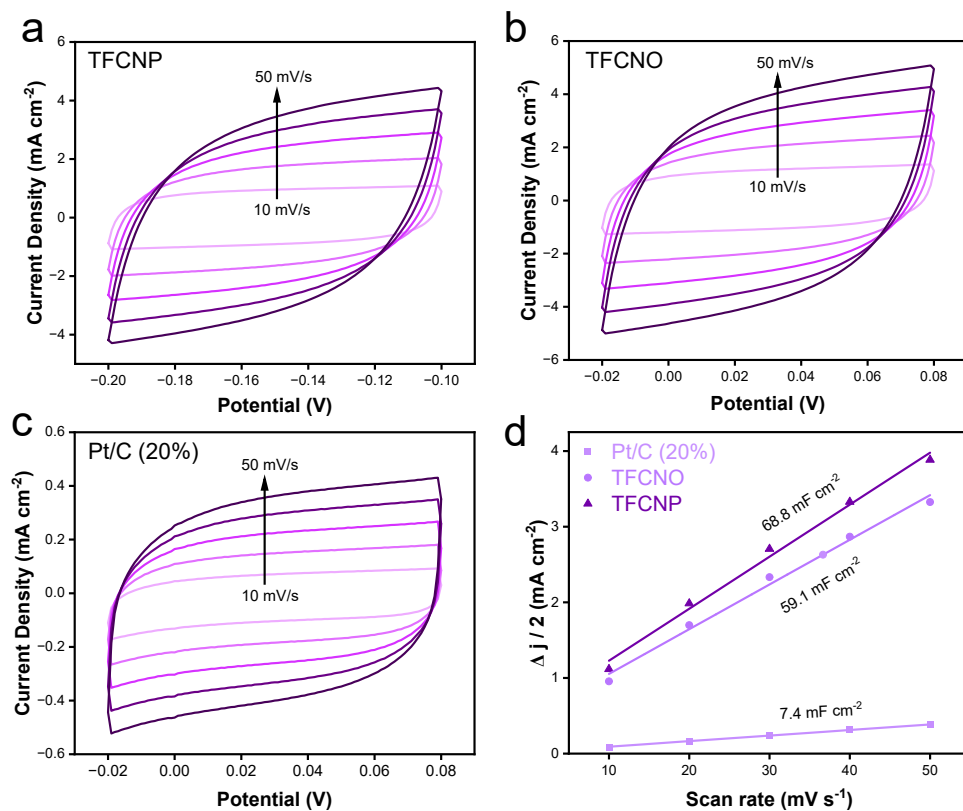 a
TFCNP
50 mV/s
10 mV/s
Current Density (mA cm⁻²)
6
4
2
0
−2
−4
−0.20
−0.18
−0.16
−0.14
−0.12
−0.10
Potential (V)
b
TFCNO
50 mV/s
10 mV/s
Current Density (mA cm⁻²)
6
4
2
0
−2
−4
−6
−0.02
0.00
0.02
0.04
0.06
0.08
Potential (V)
c
Pt/C (20%)
50 mV/s
10 mV/s
Current Density (mA cm⁻²)
0.6
0.4
0.2
0.0
−0.2
−0.4
−0.6
−0.02
0.00
0.02
0.04
0.06
0.08
Potential (V)
d
Pt/C (20%)
TFCNO
TFCNP
68.8 mF cm⁻²
59.1 mF cm⁻²
7.4 mF cm⁻²
Δ j / 2 (mA cm⁻²)
4
3
2
1
0
10
20
30
40
50
Scan rate (mV s⁻¹)